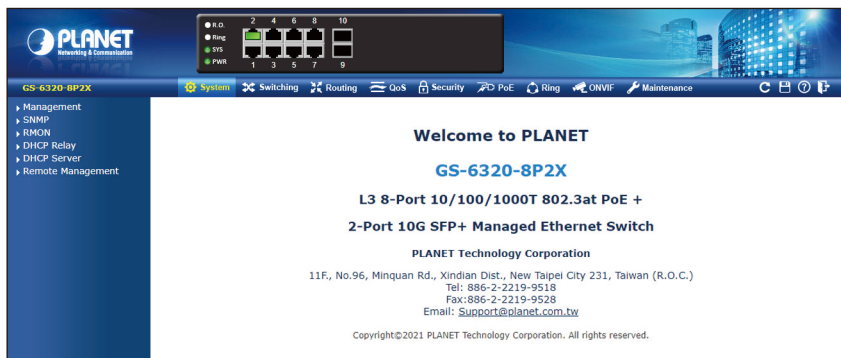 PLANET
Networking & Communication
R.O.
Ring
SYS
PWR
2 4 6 8 10
1 3 5 7 9
GS-6320-8P2X
System Switching Routing QoS Security PoE Ring ONVIF Maintenance
Management
SNMP
RMON
DHCP Relay
DHCP Server
Remote Management
Welcome to PLANET
GS-6320-8P2X
L3 8-Port 10/100/1000T 802.3at PoE +
2-Port 10G SFP+ Managed Ethernet Switch
PLANET Technology Corporation
11F., No.96, Minquan Rd., Xindian Dist., New Taipei City 231, Taiwan (R.O.C.)
Tel: 886-2-2219-9518
Fax:886-2-2219-9528
Email: Support@planet.com.tw
Copyright©2021 PLANET Technology Corporation. All rights reserved.